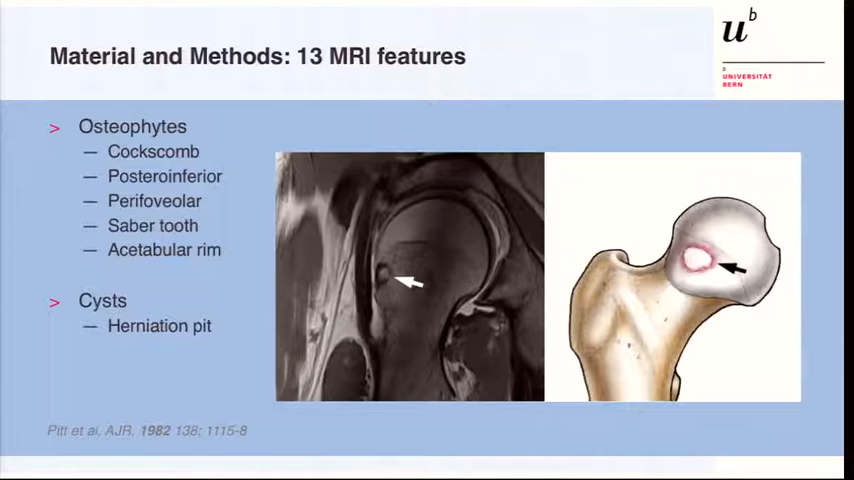 Material and Methods: 13 MRI features
u^b
b
UNIVERSITÄT
BERN
> Osteophytes
— Cockscomb
— Posteroinferior
— Perifoveolar
— Saber tooth
— Acetabular rim
> Cysts
— Herniation pit
Pitt et al. AJR. 1982 138; 1115-8